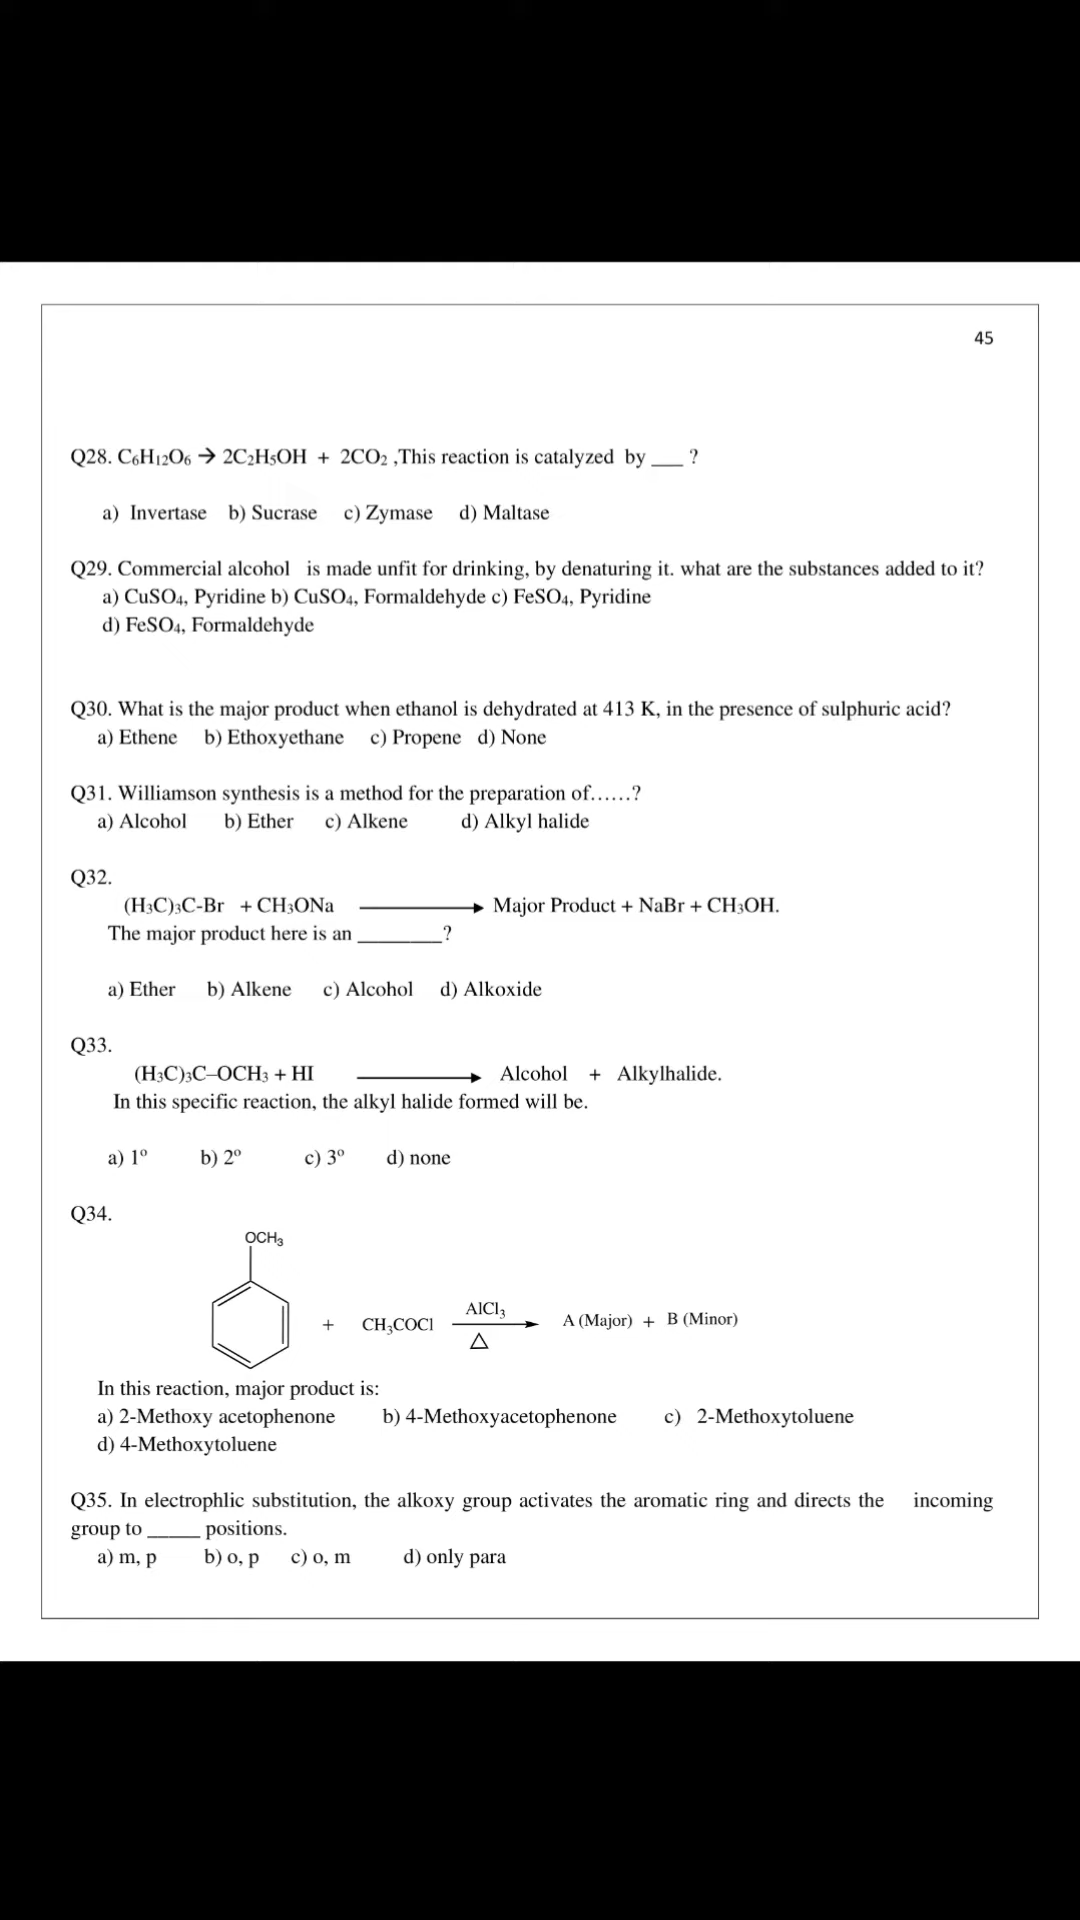 45
Q28. C₆H₁₂O₆ → 2C₂H₅OH + 2CO₂ ,This reaction is catalyzed by ___ ?
a) Invertase b) Sucrase c) Zymase d) Maltase
Q29. Commercial alcohol is made unfit for drinking, by denaturing it. what are the substances added to it?
a) CuSO₄, Pyridine b) CuSO₄, Formaldehyde c) FeSO₄, Pyridine
d) FeSO₄, Formaldehyde
Q30. What is the major product when ethanol is dehydrated at 413 K, in the presence of sulphuric acid?
a) Ethene b) Ethoxyethane c) Propene d) None
Q31. Williamson synthesis is a method for the preparation of……?
a) Alcohol b) Ether c) Alkene d) Alkyl halide
Q32.
(H₃C)₃C-Br + CH₃ONa ⟶ Major Product + NaBr + CH₃OH.
The major product here is an ________?
a) Ether b) Alkene c) Alcohol d) Alkoxide
Q33.
(H₃C)₃C–OCH₃ + HI ⟶ Alcohol + Alkylhalide.
In this specific reaction, the alkyl halide formed will be.
a) 1º b) 2º c) 3º d) none
Q34.
OCH₃
AlCl₃
+ CH₃COCl ⟶ A (Major) + B (Minor)
△
In this reaction, major product is:
a) 2-Methoxy acetophenone b) 4-Methoxyacetophenone c) 2-Methoxytoluene
d) 4-Methoxytoluene
Q35. In electrophlic substitution, the alkoxy group activates the aromatic ring and directs the incoming
group to _____ positions.
a) m, p b) o, p c) o, m d) only para